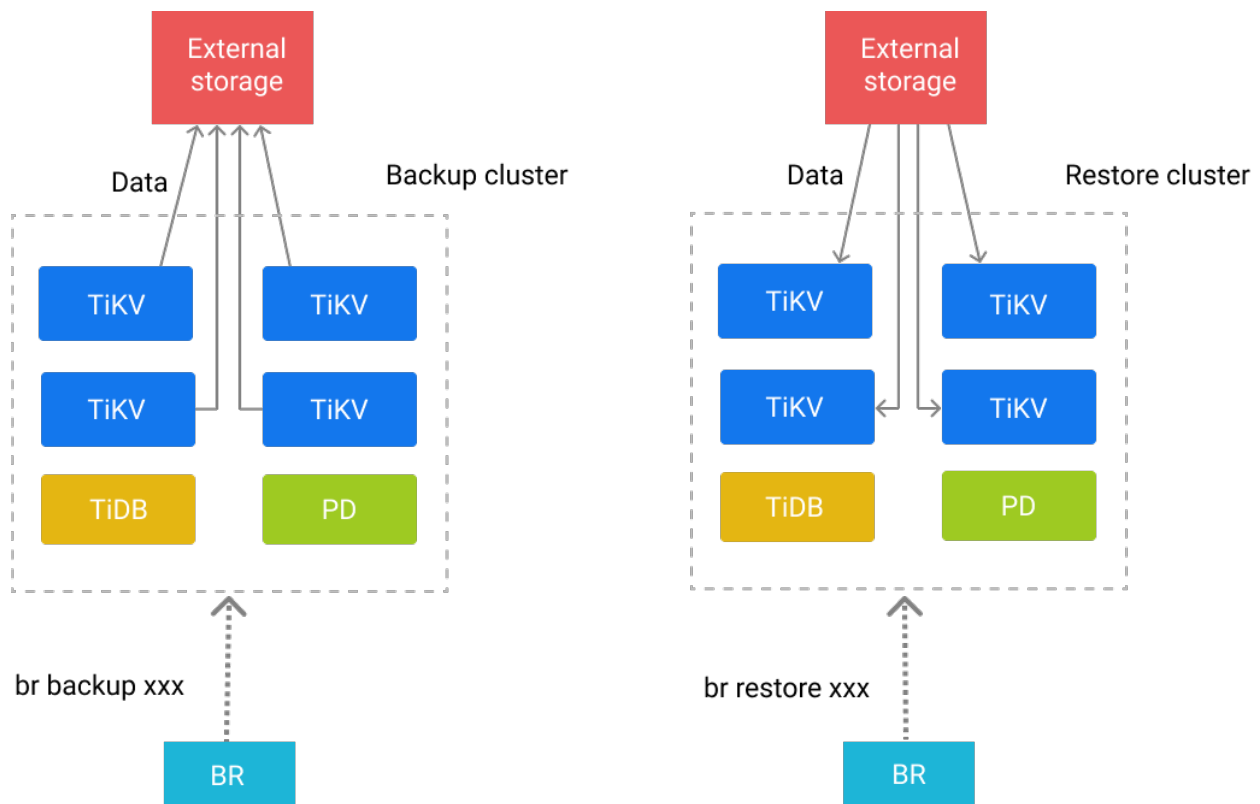 External
storage
Data
Backup cluster
TiKV
TiKV
TiKV
TiKV
TiDB
PD
br backup xxx
BR
External
storage
Data
Restore cluster
TiKV
TiKV
TiKV
TiKV
TiDB
PD
br restore xxx
BR